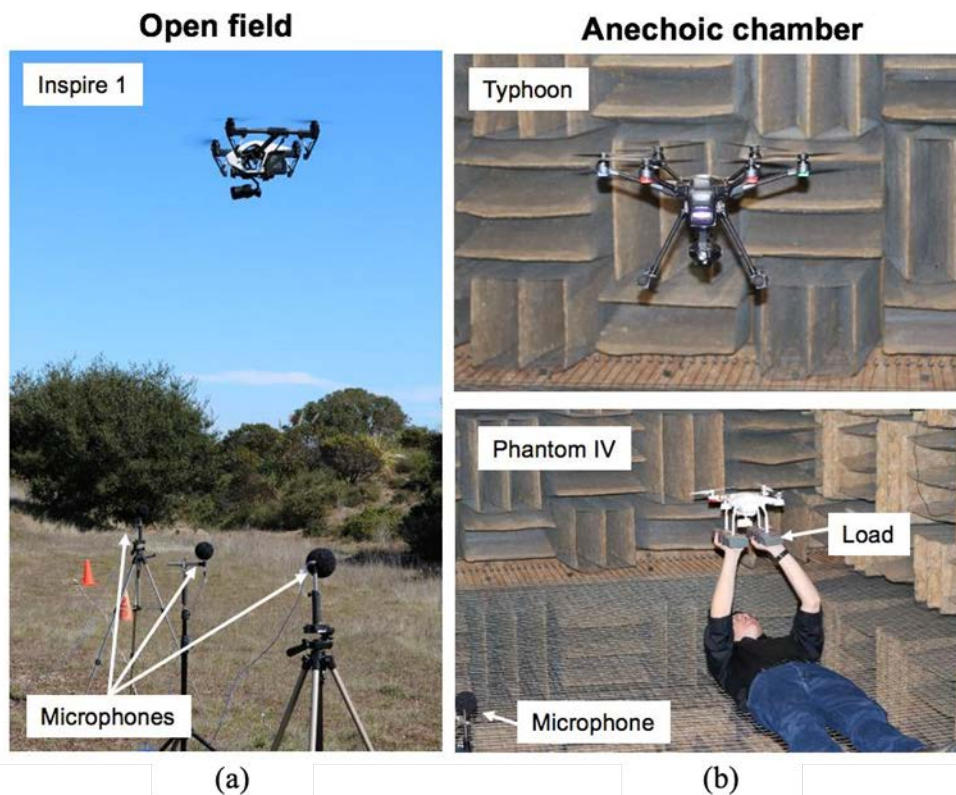 Open field
Inspire 1
Microphones
(a)
Anechoic chamber
Typhoon
Phantom IV
Load
Microphone
(b)